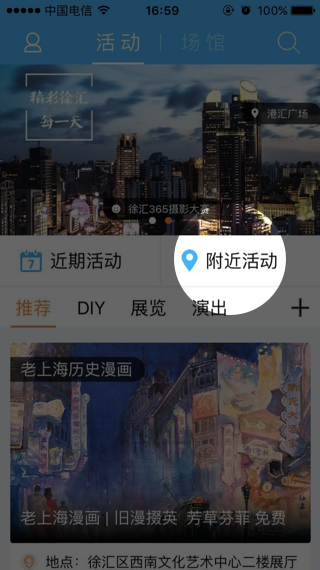 中国电信 16:59 100%
活动 场馆
精彩徐汇
每一天
港汇广场
徐汇365摄影大赛
7 近期活动 附近活动
推荐 DIY 展览 演出 +
老上海历史漫画
老上海漫画 | 旧漫撷英 芳草芬菲 免费
地点：徐汇区西南文化艺术中心二楼展厅